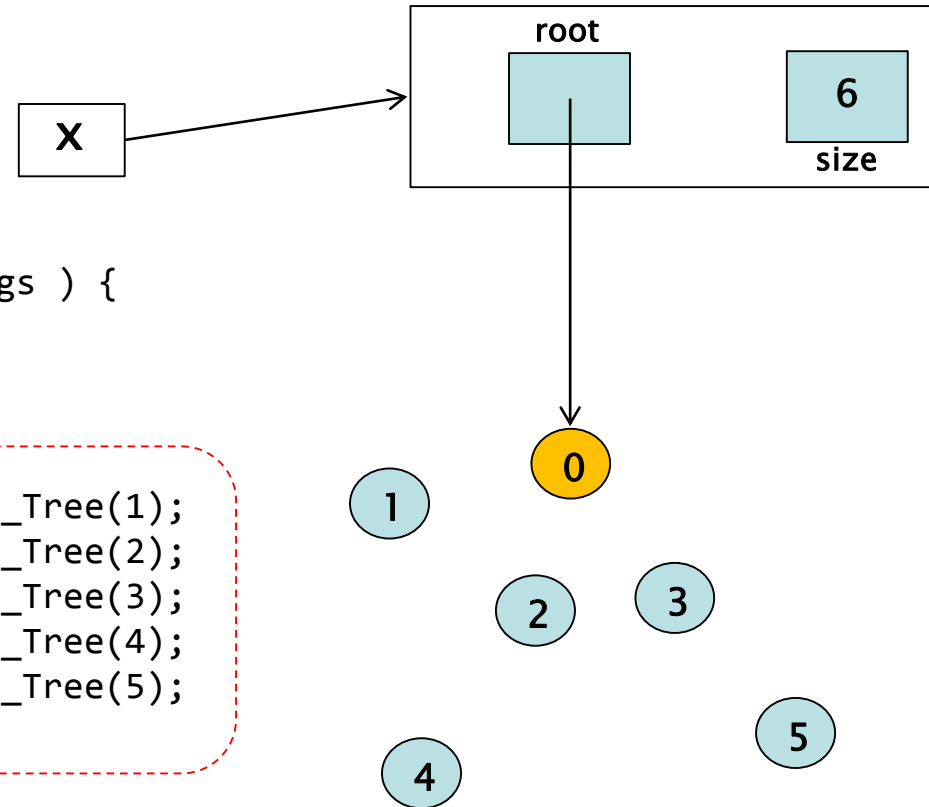 root
x
6
size
gs ) {
0
1
_Tree(1);
_Tree(2);
_Tree(3);
_Tree(4);
_Tree(5);
2
3
5
4